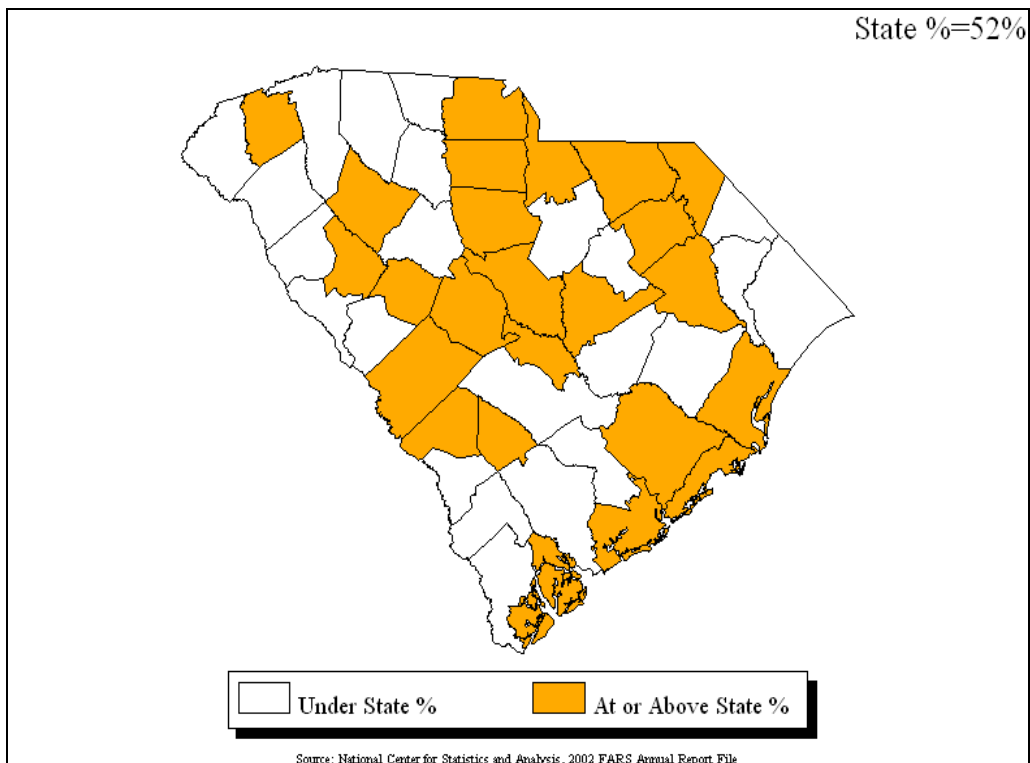 State %=52%
Under State %
At or Above State %
Source: National Center for Statistics and Analysis, 2002 FARS Annual Report File